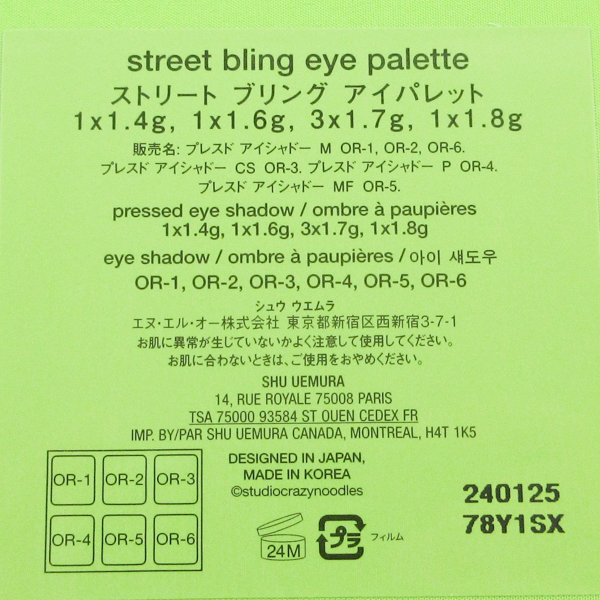 street bling eye palette
ストリート ブリング アイパレット
1x1.4g, 1x1.6g, 3x1.7g, 1x1.8g
販売名: プレスド アイシャドー M OR-1, OR-2, OR-6.
プレスド アイシャドー CS OR-3. プレスド アイシャドー P OR-4.
プレスド アイシャドー MF OR-5.
pressed eye shadow / ombre à paupières
1x1.4g, 1x1.6g, 3x1.7g, 1x1.8g
eye shadow / ombre à paupières / 아이 섀도우
OR-1, OR-2, OR-3, OR-4, OR-5, OR-6
シュウ ウエムラ
エヌ・エル・オー株式会社 東京都新宿区西新宿3-7-1
お肌に異常が生じていないかよく注意して使用してください。
お肌に合わないときは、ご使用をおやめください。
SHU UEMURA
14, RUE ROYALE 75008 PARIS
TSA 75000 93584 ST OUEN CEDEX FR
IMP. BY/PAR SHU UEMURA CANADA, MONTREAL, H4T 1K5
DESIGNED IN JAPAN,
MADE IN KOREA
©studiocrazynoodles
OR-1 OR-2 OR-3
OR-4 OR-5 OR-6
24M
プラ フィルム
240125
78Y1SX